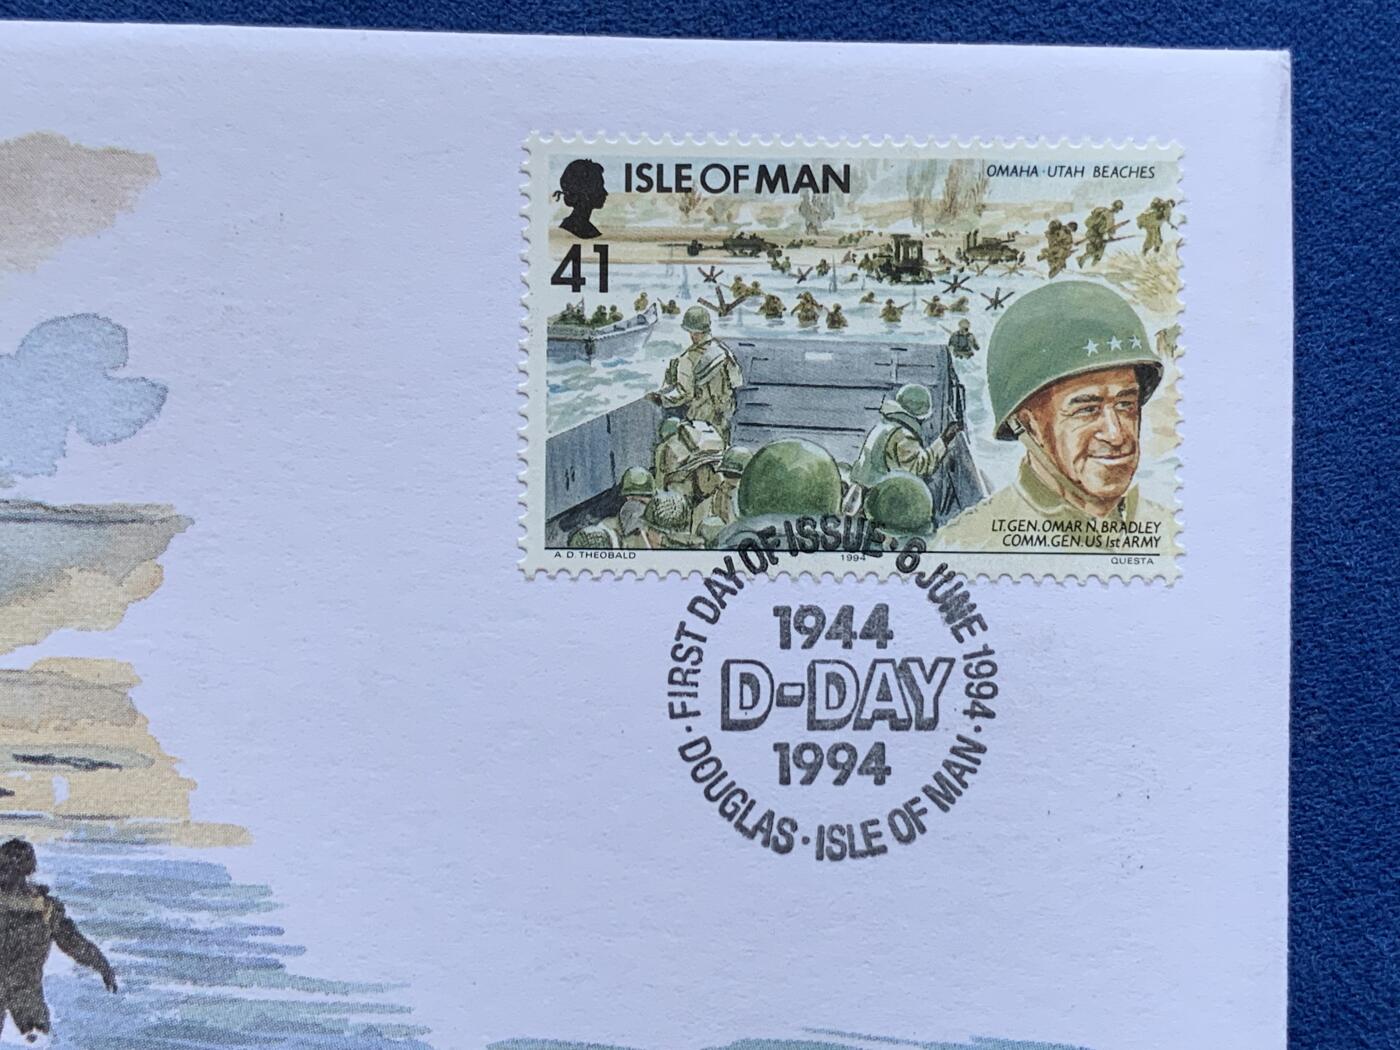 ISLE OF MAN
OMAHA · UTAH BEACHES
41
LT. GEN. OMAR N. BRADLEY
COMM. GEN. US 1st ARMY
A. D. THEOBALD
1994
QUESTA
· FIRST DAY OF ISSUE · 6 JUNE 1994 ·
1944
D-DAY
1994
DOUGLAS · ISLE OF MAN